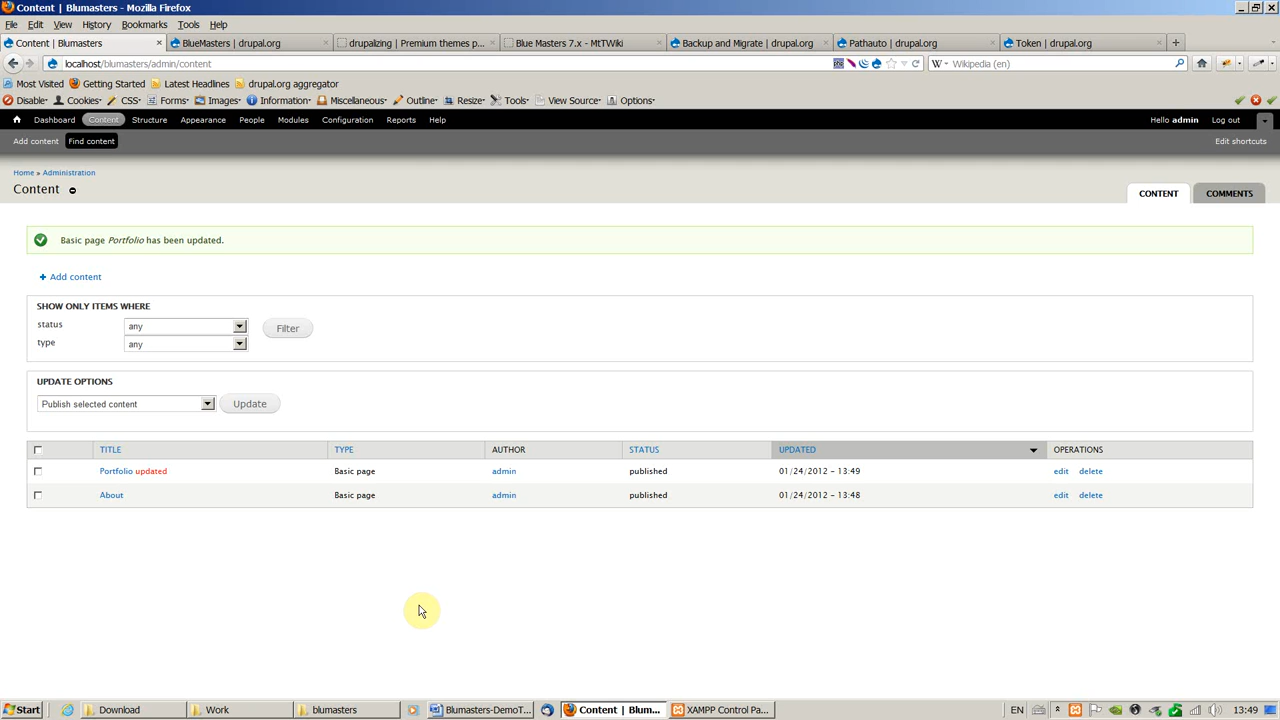 Content | Blumasters - Mozilla Firefox
File Edit View History Bookmarks Tools Help
Content | Blumasters BlueMasters | drupal.org drupalizing | Premium themes p... Blue Masters 7.x - MtTWiki Backup and Migrate | drupal.org Pathauto | drupal.org Token | drupal.org
localhost/blumasters/admin/content Wikipedia (en)
Most Visited Getting Started Latest Headlines drupal.org aggregator
Disable Cookies CSS Forms Images Information Miscellaneous Outline Resize Tools View Source Options
Dashboard Content Structure Appearance People Modules Configuration Reports Help Hello admin Log out
Add content Find content Edit shortcuts
Home » Administration
Content
CONTENT COMMENTS
Basic page Portfolio has been updated.
+ Add content
SHOW ONLY ITEMS WHERE
status any Filter
type any
UPDATE OPTIONS
Publish selected content Update
TITLE TYPE AUTHOR STATUS UPDATED OPERATIONS
Portfolio updated Basic page admin published 01/24/2012 - 13:49 edit delete
About Basic page admin published 01/24/2012 - 13:48 edit delete
Start Download Work blumasters Blumasters-DemoT... Content | Blum... XAMPP Control Pa... EN 13:49